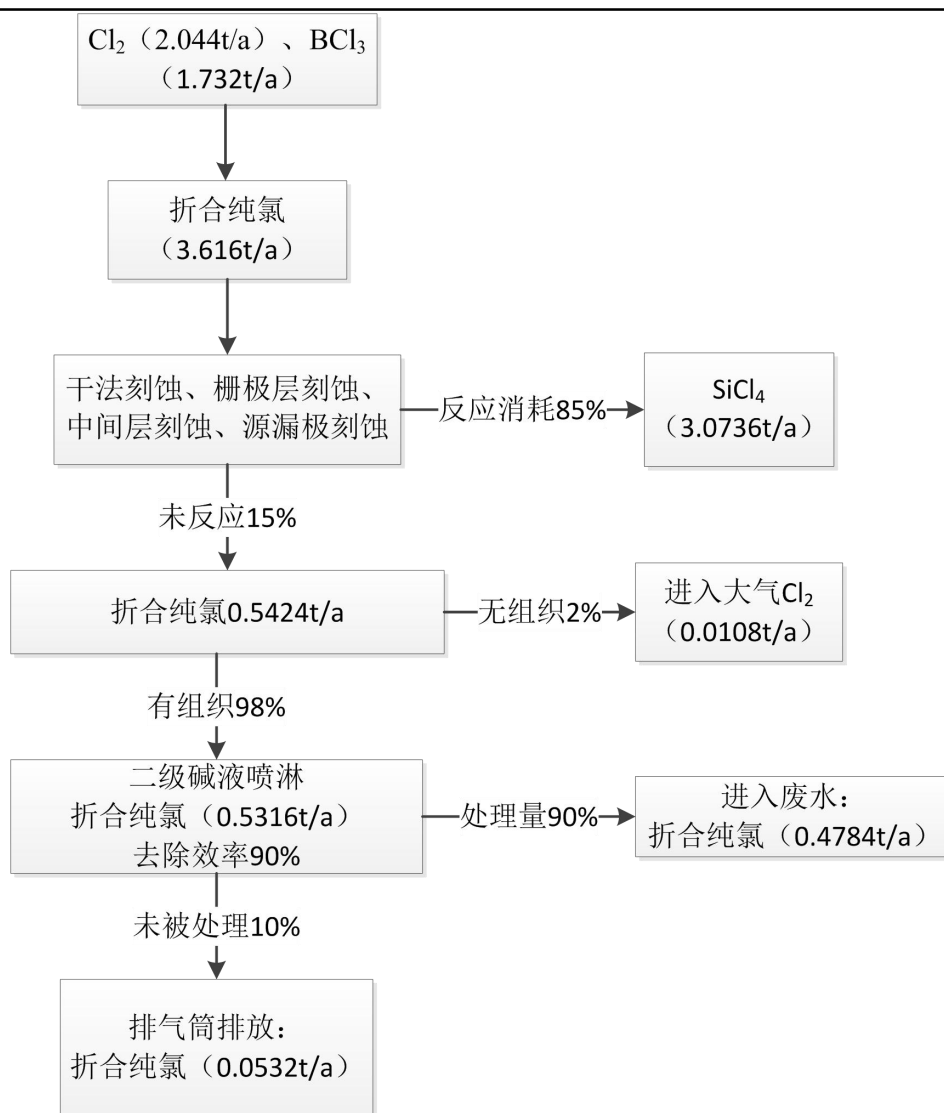 Cl₂（2.044t/a）、BCl₃
（1.732t/a）
折合纯氯
（3.616t/a）
干法刻蚀、栅极层刻蚀、
中间层刻蚀、源漏极刻蚀
反应消耗85%
SiCl₄
（3.0736t/a）
未反应15%
折合纯氯0.5424t/a
无组织2%
进入大气Cl₂
（0.0108t/a）
有组织98%
二级碱液喷淋
折合纯氯（0.5316t/a）
去除效率90%
处理量90%
进入废水：
折合纯氯（0.4784t/a）
未被处理10%
排气筒排放：
折合纯氯（0.0532t/a）